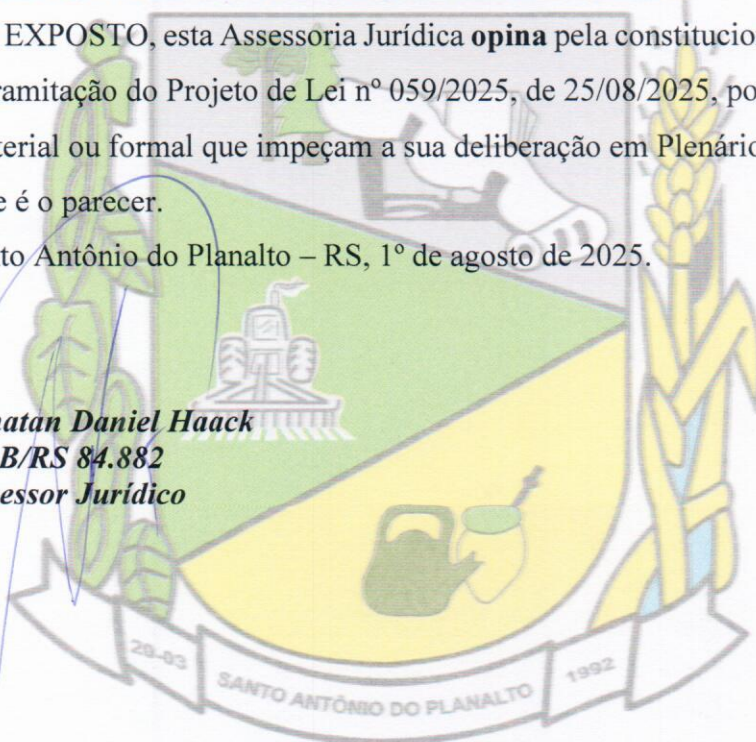 EXPOSTO, esta Assessoria Jurídica opina pela constitucio
ramitação do Projeto de Lei nº 059/2025, de 25/08/2025, po
terial ou formal que impeçam a sua deliberação em Plenário
e é o parecer.
to Antônio do Planalto – RS, 1º de agosto de 2025.
natan Daniel Haack
B/RS 84.882
essor Jurídico
29-03
SANTO ANTÔNIO DO PLANALTO
1992